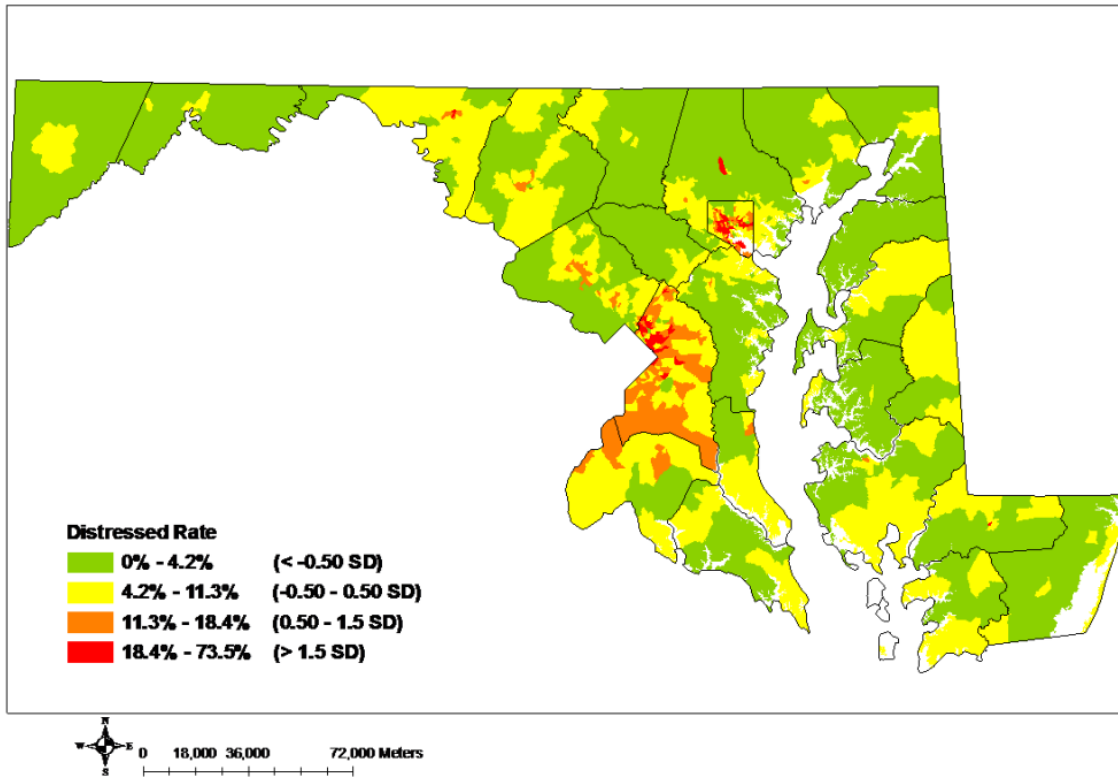 Distressed Rate
0% - 4.2% (< -0.50 SD)
4.2% - 11.3% (-0.50 - 0.50 SD)
11.3% - 18.4% (0.50 - 1.5 SD)
18.4% - 73.5% (> 1.5 SD)
N
W E
S
0 18,000 36,000 72,000 Meters